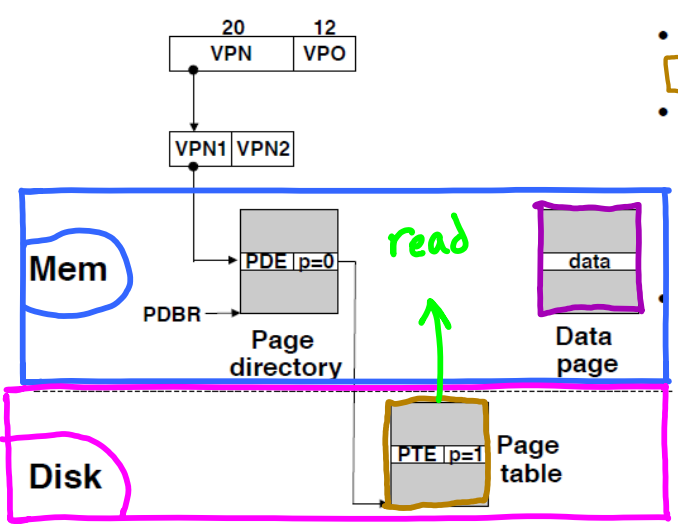 20 12
VPN VPO
VPN1 VPN2
read
PDE p=0
data
Mem
PDBR
Page
directory
Data
page
PTE p=1
Page
table
Disk